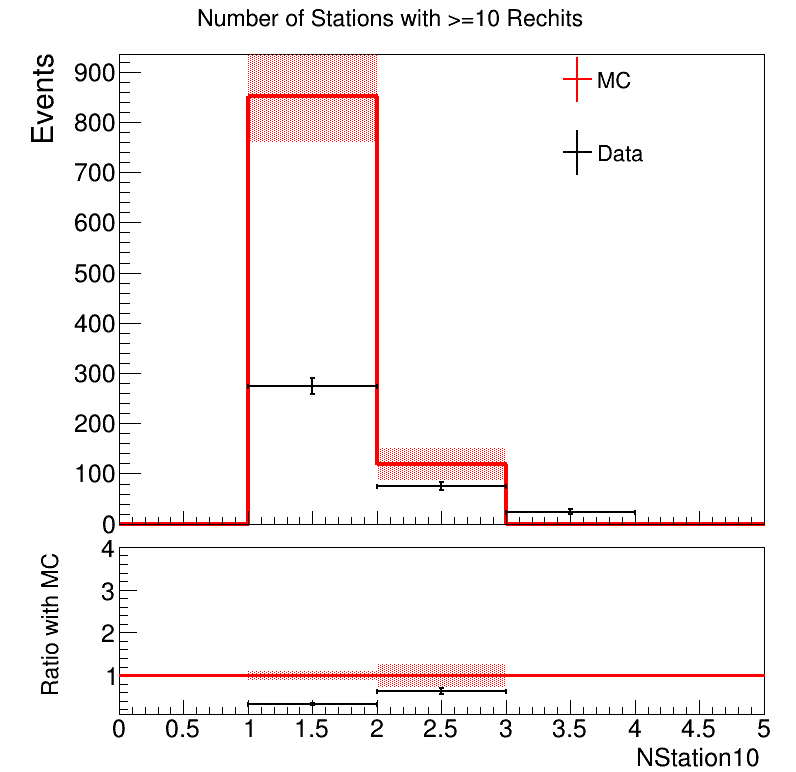 Number of Stations with >=10 Rechits
Events
900
800
700
600
500
400
300
200
100
0
MC
Data
Ratio with MC
4
3
2
1
0 0.5 1 1.5 2 2.5 3 3.5 4 4.5 5
NStation10